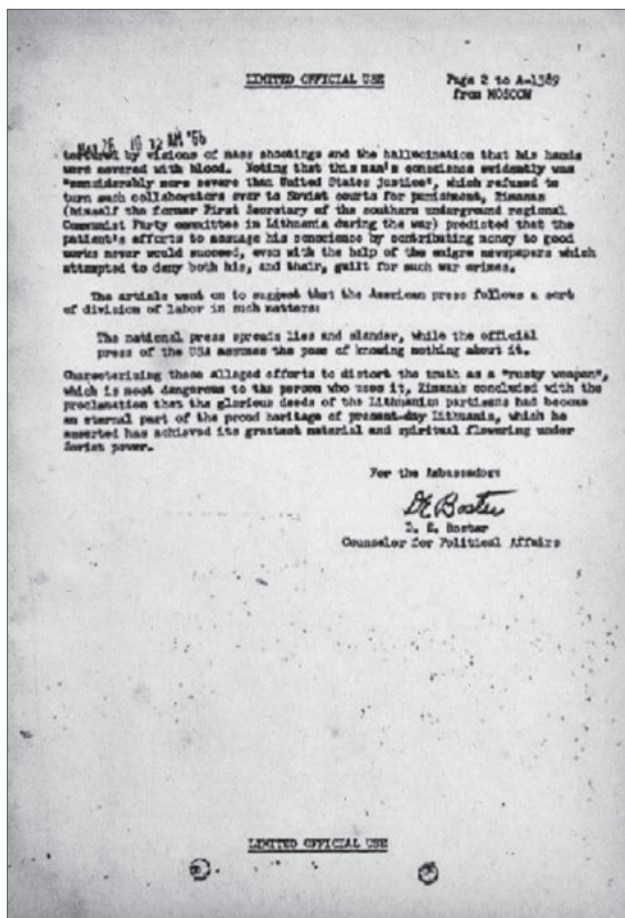 LIMITED OFFICIAL USE
Page 2 to A-1389
from MOSCOW
MAY 26 10 12 AM '66
tortured by visions of mass shootings and the hallucination that his hands
were covered with blood. Noting that this man's conscience evidently was
"considerably more severe than United States justice", which refused to
turn such collaborators over to Soviet courts for punishment, Zimanas
(himself the former First Secretary of the southern underground regional
Communist Party committee in Lithuania during the war) predicted that the
patient's efforts to assuage his conscience by contributing money to good
works never would succeed, even with the help of the emigre newspapers which
attempted to deny both his, and their, guilt for such war crimes.
The article went on to suggest that the American press follows a sort
of division of labor in such matters:
The national press spreads lies and slander, while the official
press of the USA assumes the pose of knowing nothing about it.
Characterizing these alleged efforts to distort the truth as a "rusty weapon",
which is most dangerous to the person who uses it, Zimanas concluded with the
proclamation that the glorious deeds of the Lithuanian partisans had become
an eternal part of the proud heritage of present-day Lithuania, which he
asserted has achieved its greatest material and spiritual flowering under
Soviet power.
For the Ambassador:
DE Boster
D. E. Boster
Counselor for Political Affairs
LIMITED OFFICIAL USE